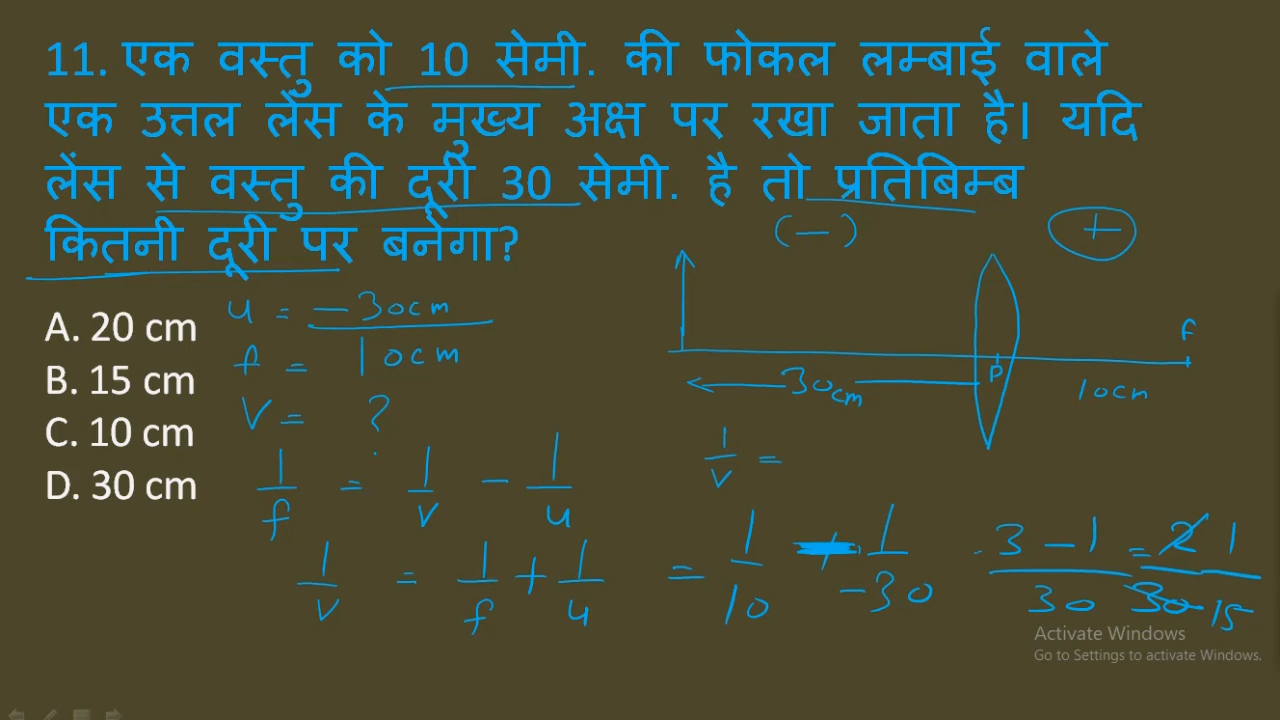 11. एक वस्तु को 10 सेमी. की फोकल लम्बाई वाले
एक उत्तल लेंस के मुख्य अक्ष पर रखा जाता है। यदि
लेंस से वस्तु की दूरी 30 सेमी. है तो प्रतिबिम्ब
कितनी दूरी पर बनेगा?
(−) +
A. 20 cm
B. 15 cm
C. 10 cm
D. 30 cm
u = −30cm
f = 10cm
v = ?
1/f = 1/v − 1/u
1/v = 1/f + 1/u
f
P
30cm
10cm
1/v =
= 1/10 + 1/−30 3−1/30 = 2/30 1/15
Activate Windows
Go to Settings to activate Windows.